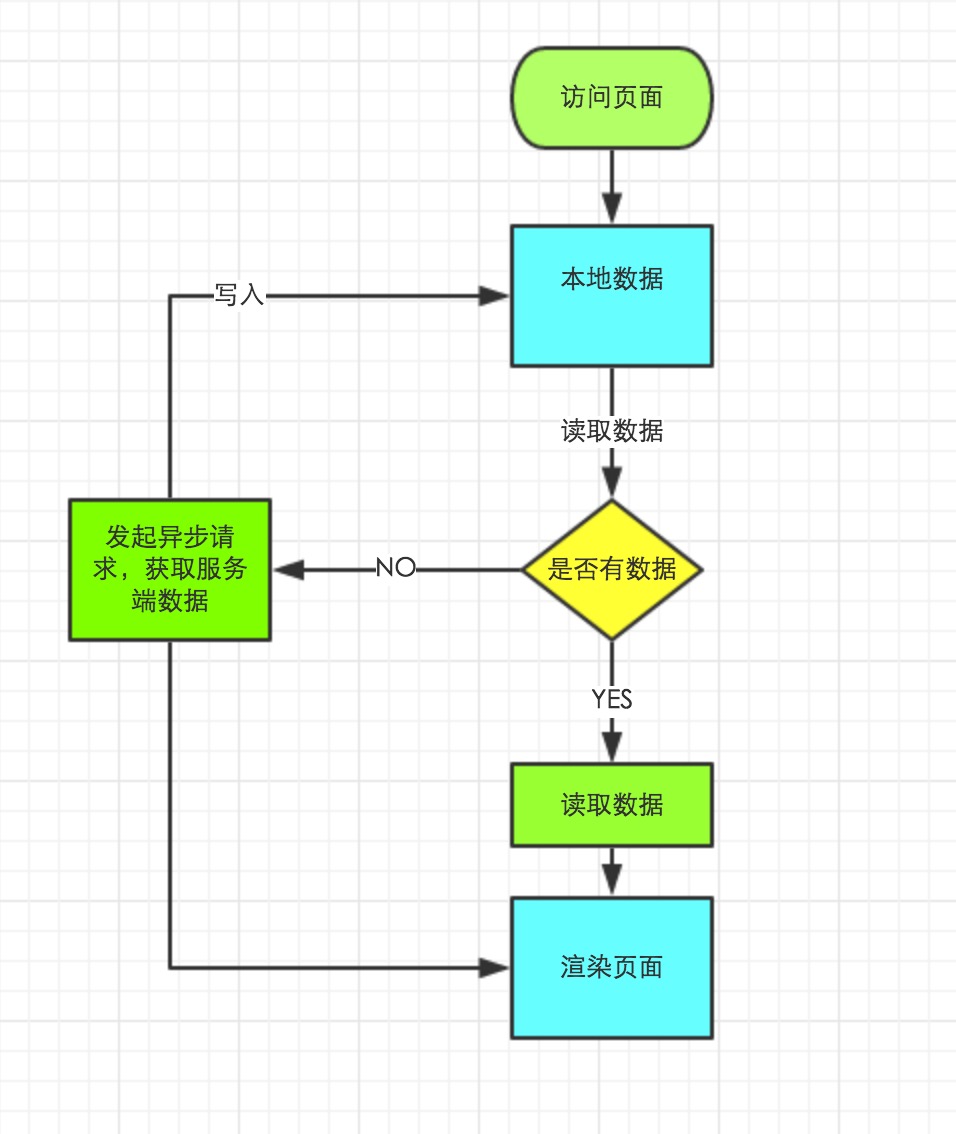 访问页面
本地数据
写入
读取数据
发起异步请
求，获取服务
端数据
NO
是否有数据
YES
读取数据
渲染页面